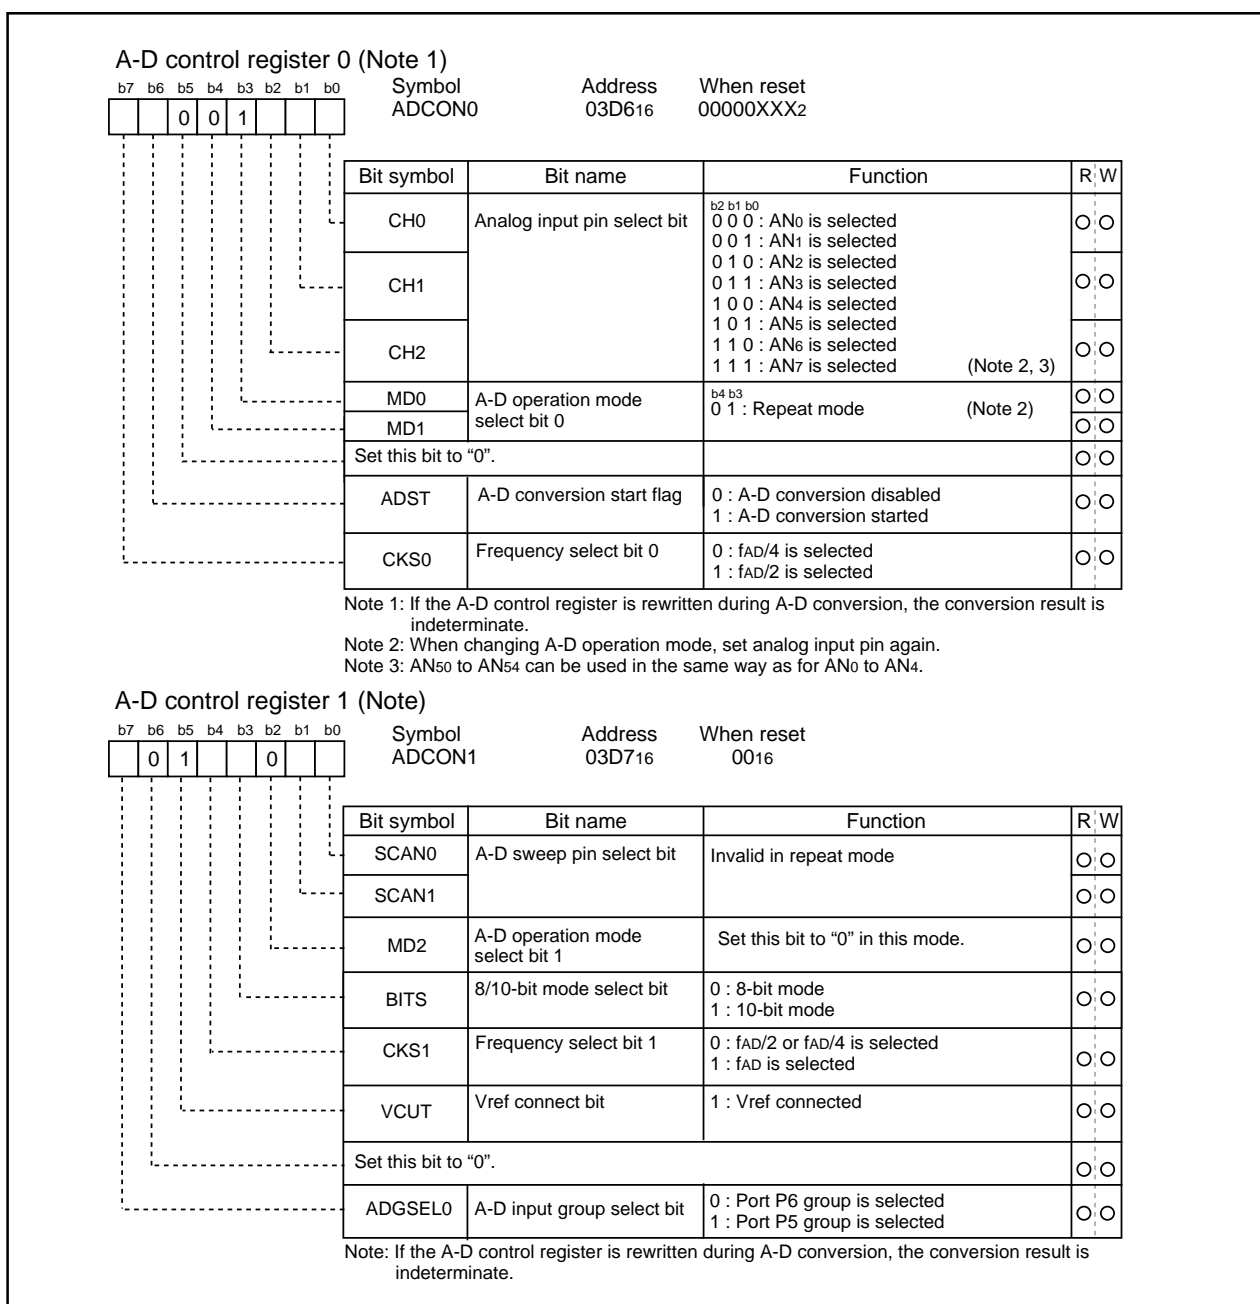 A-D control register 0 (Note 1)
b7 b6 b5 b4 b3 b2 b1 b0
Symbol Address When reset
ADCON0 03D616 00000XXX2
0 0 1
Bit symbol Bit name Function R W
CH0 Analog input pin select bit
b2 b1 b0
0 0 0 : AN0 is selected
0 0 1 : AN1 is selected
0 1 0 : AN2 is selected
CH1
0 1 1 : AN3 is selected
1 0 0 : AN4 is selected
1 0 1 : AN5 is selected
CH2
1 1 0 : AN6 is selected
1 1 1 : AN7 is selected (Note 2, 3)
MD0
MD1
A-D operation mode
select bit 0
b4 b3
0 1 : Repeat mode (Note 2)
Set this bit to “0”.
ADST A-D conversion start flag
0 : A-D conversion disabled
1 : A-D conversion started
CKS0 Frequency select bit 0
0 : fAD/4 is selected
1 : fAD/2 is selected
Note 1: If the A-D control register is rewritten during A-D conversion, the conversion result is
indeterminate.
Note 2: When changing A-D operation mode, set analog input pin again.
Note 3: AN50 to AN54 can be used in the same way as for AN0 to AN4.
A-D control register 1 (Note)
b7 b6 b5 b4 b3 b2 b1 b0
Symbol Address When reset
ADCON1 03D716 0016
0 1 0
Bit symbol Bit name Function R W
SCAN0 A-D sweep pin select bit Invalid in repeat mode
SCAN1
MD2
A-D operation mode
select bit 1
Set this bit to “0” in this mode.
BITS 8/10-bit mode select bit
0 : 8-bit mode
1 : 10-bit mode
CKS1 Frequency select bit 1
0 : fAD/2 or fAD/4 is selected
1 : fAD is selected
VCUT Vref connect bit 1 : Vref connected
Set this bit to “0”.
ADGSEL0 A-D input group select bit
0 : Port P6 group is selected
1 : Port P5 group is selected
Note: If the A-D control register is rewritten during A-D conversion, the conversion result is
indeterminate.